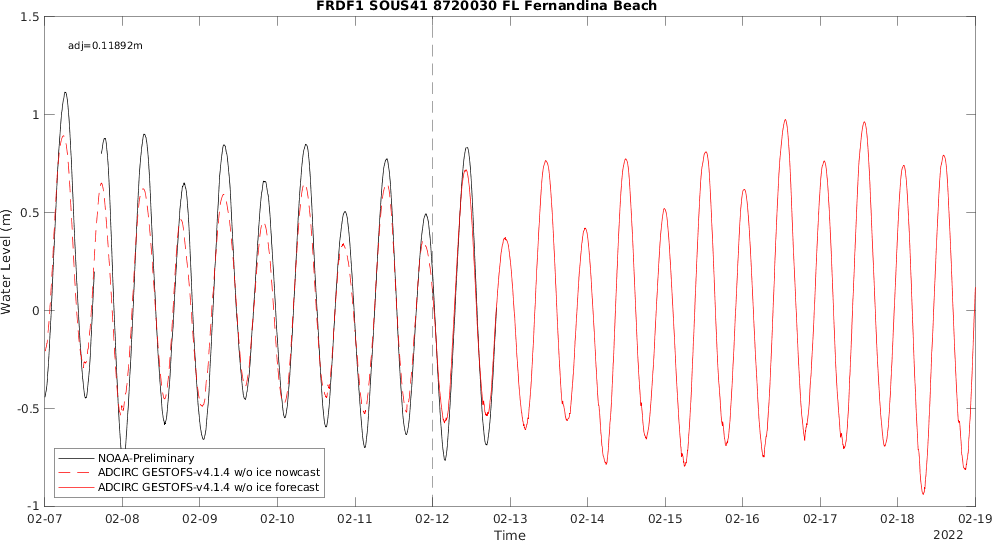 FRDF1 SOUS41 8720030 FL Fernandina Beach
adj=0.11892m
1.5
1
0.5
0
-0.5
-1
Water Level (m)
NOAA-Preliminary
ADCIRC GESTOFS-v4.1.4 w/o ice nowcast
ADCIRC GESTOFS-v4.1.4 w/o ice forecast
02-07 02-08 02-09 02-10 02-11 02-12 02-13 02-14 02-15 02-16 02-17 02-18 02-19
Time
2022